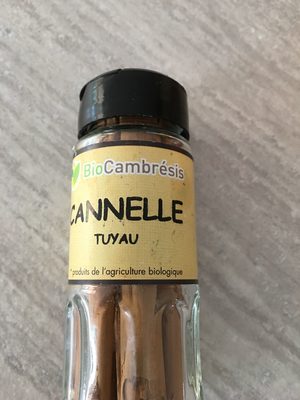 BioCambrésis
CANNELLE
TUYAU
* produits de l'agriculture biologique